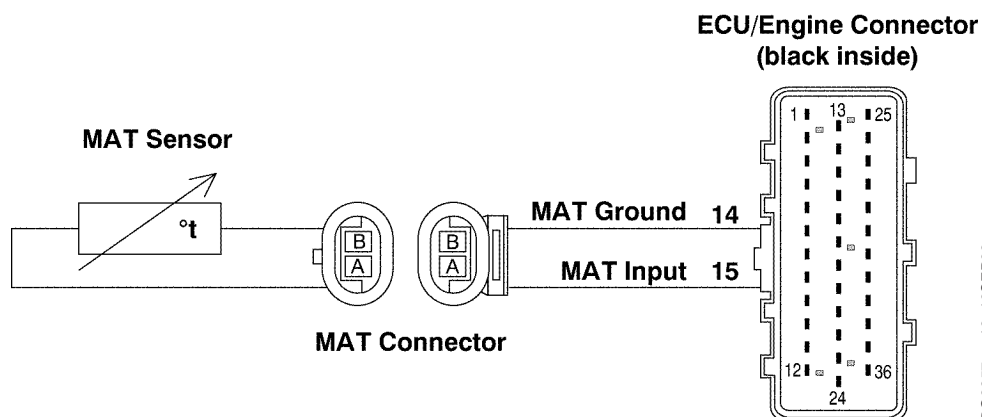 ECU/Engine Connector
(black inside)
1 13 25
MAT Sensor
°t
MAT Ground 14
B
B
A
A
MAT Input 15
MAT Connector
12 36
24